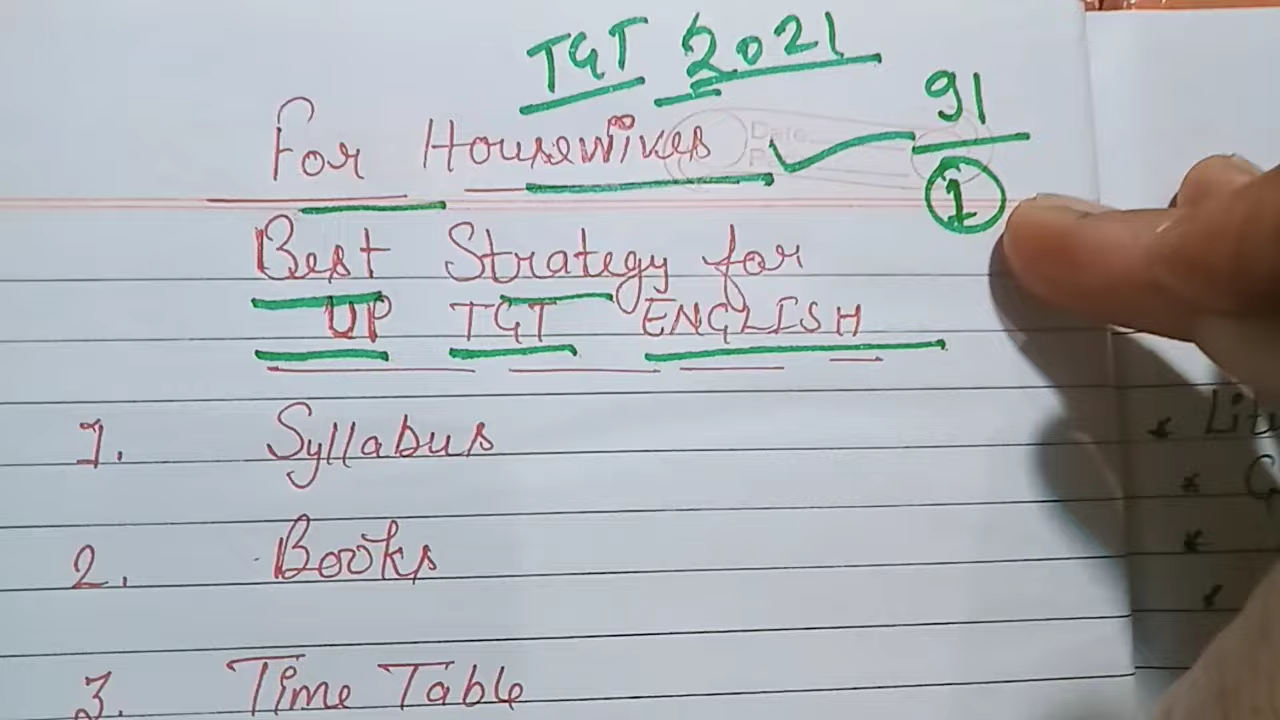 TGT 2021
91
For Housewives
1
Best Strategy for
UP TGT ENGLISH
1. Syllabus
2. Books
3. Time Table